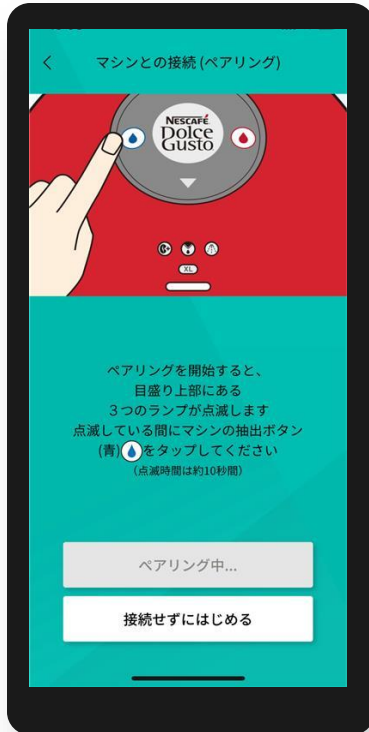 マシンとの接続 (ペアリング)
NESCAFÉ
Dolce
Gusto
XL
ペアリングを開始すると、
目盛り上部にある
３つのランプが点滅します
点滅している間にマシンの抽出ボタン
(青)をタップしてください
(点滅時間は約10秒間)
ペアリング中...
接続せずにはじめる